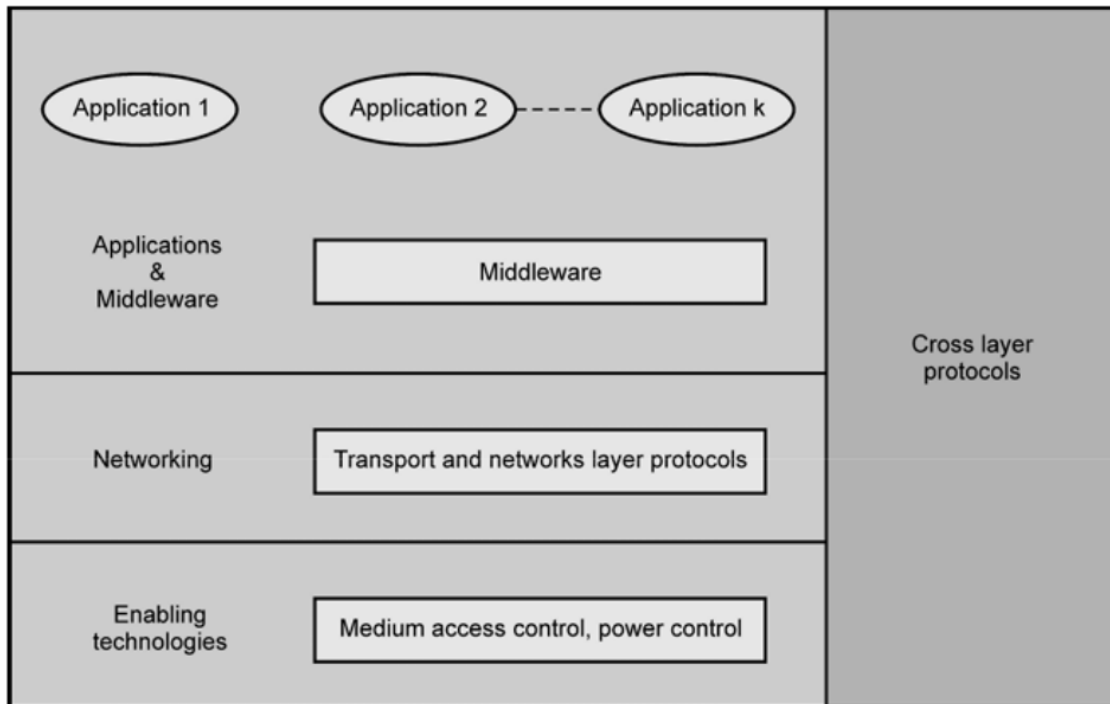 Application 1
Application 2
Application k
Applications
&
Middleware
Middleware
Cross layer
protocols
Networking
Transport and networks layer protocols
Enabling
technologies
Medium access control, power control